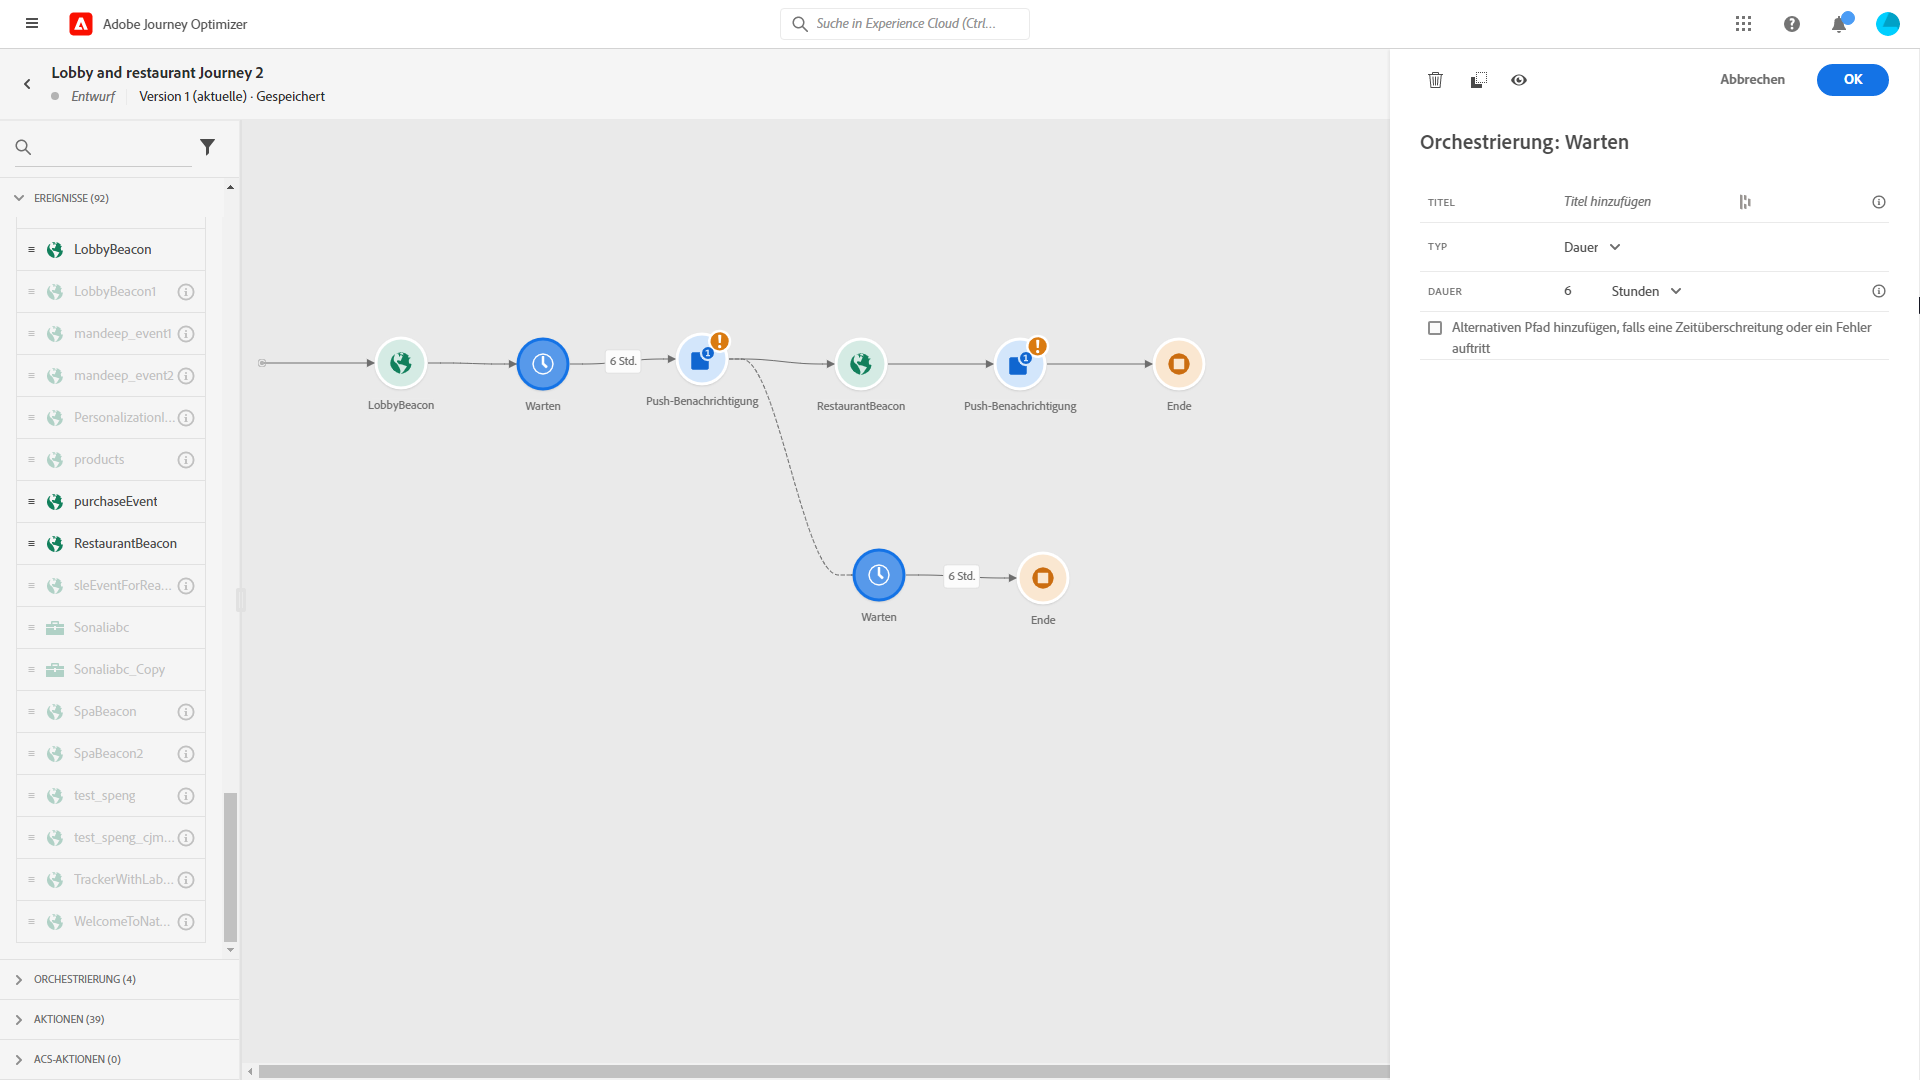 Adobe Journey Optimizer
Suche in Experience Cloud (Ctrl...
Lobby and restaurant Journey 2
Entwurf
Version 1 (aktuelle) · Gespeichert
Abbrechen
OK
EREIGNISSE (92)
LobbyBeacon
LobbyBeacon1
mandeep_event1
mandeep_event2
PersonalizationI...
products
purchaseEvent
RestaurantBeacon
sleEventForRea...
Sonaliabc
Sonaliabc_Copy
SpaBeacon
SpaBeacon2
test_speng
test_speng_cjm...
TrackerWithLab...
WelcomeToNat...
ORCHESTRIERUNG (4)
AKTIONEN (39)
ACS-AKTIONEN (0)
LobbyBeacon
Warten
6 Std.
1
Push-Benachrichtigung
RestaurantBeacon
1
Push-Benachrichtigung
Ende
Warten
6 Std.
Ende
Orchestrierung: Warten
TITEL
Titel hinzufügen
TYP
Dauer
DAUER
6
Stunden
Alternativen Pfad hinzufügen, falls eine Zeitüberschreitung oder ein Fehler
auftritt